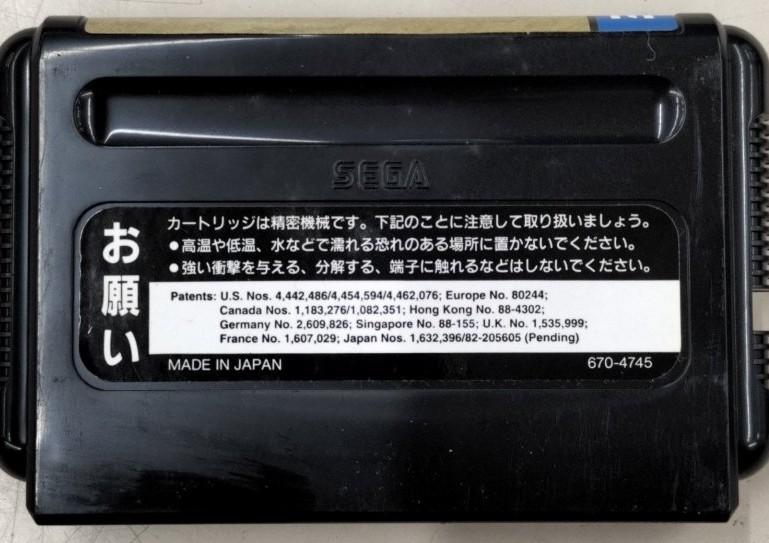 SEGA
お願い
カートリッジは精密機械です。下記のことに注意して取り扱いましょう。
●高温や低温、水などで濡れる恐れのある場所に置かないでください。
●強い衝撃を与える、分解する、端子に触れるなどはしないでください。
Patents: U.S. Nos. 4,442,486/4,454,594/4,462,076; Europe No. 80244;
Canada Nos. 1,183,276/1,082,351; Hong Kong No. 88-4302;
Germany No. 2,609,826; Singapore No. 88-155; U.K. No. 1,535,999;
France No. 1,607,029; Japan Nos. 1,632,396/82-205605 (Pending)
MADE IN JAPAN
670-4745